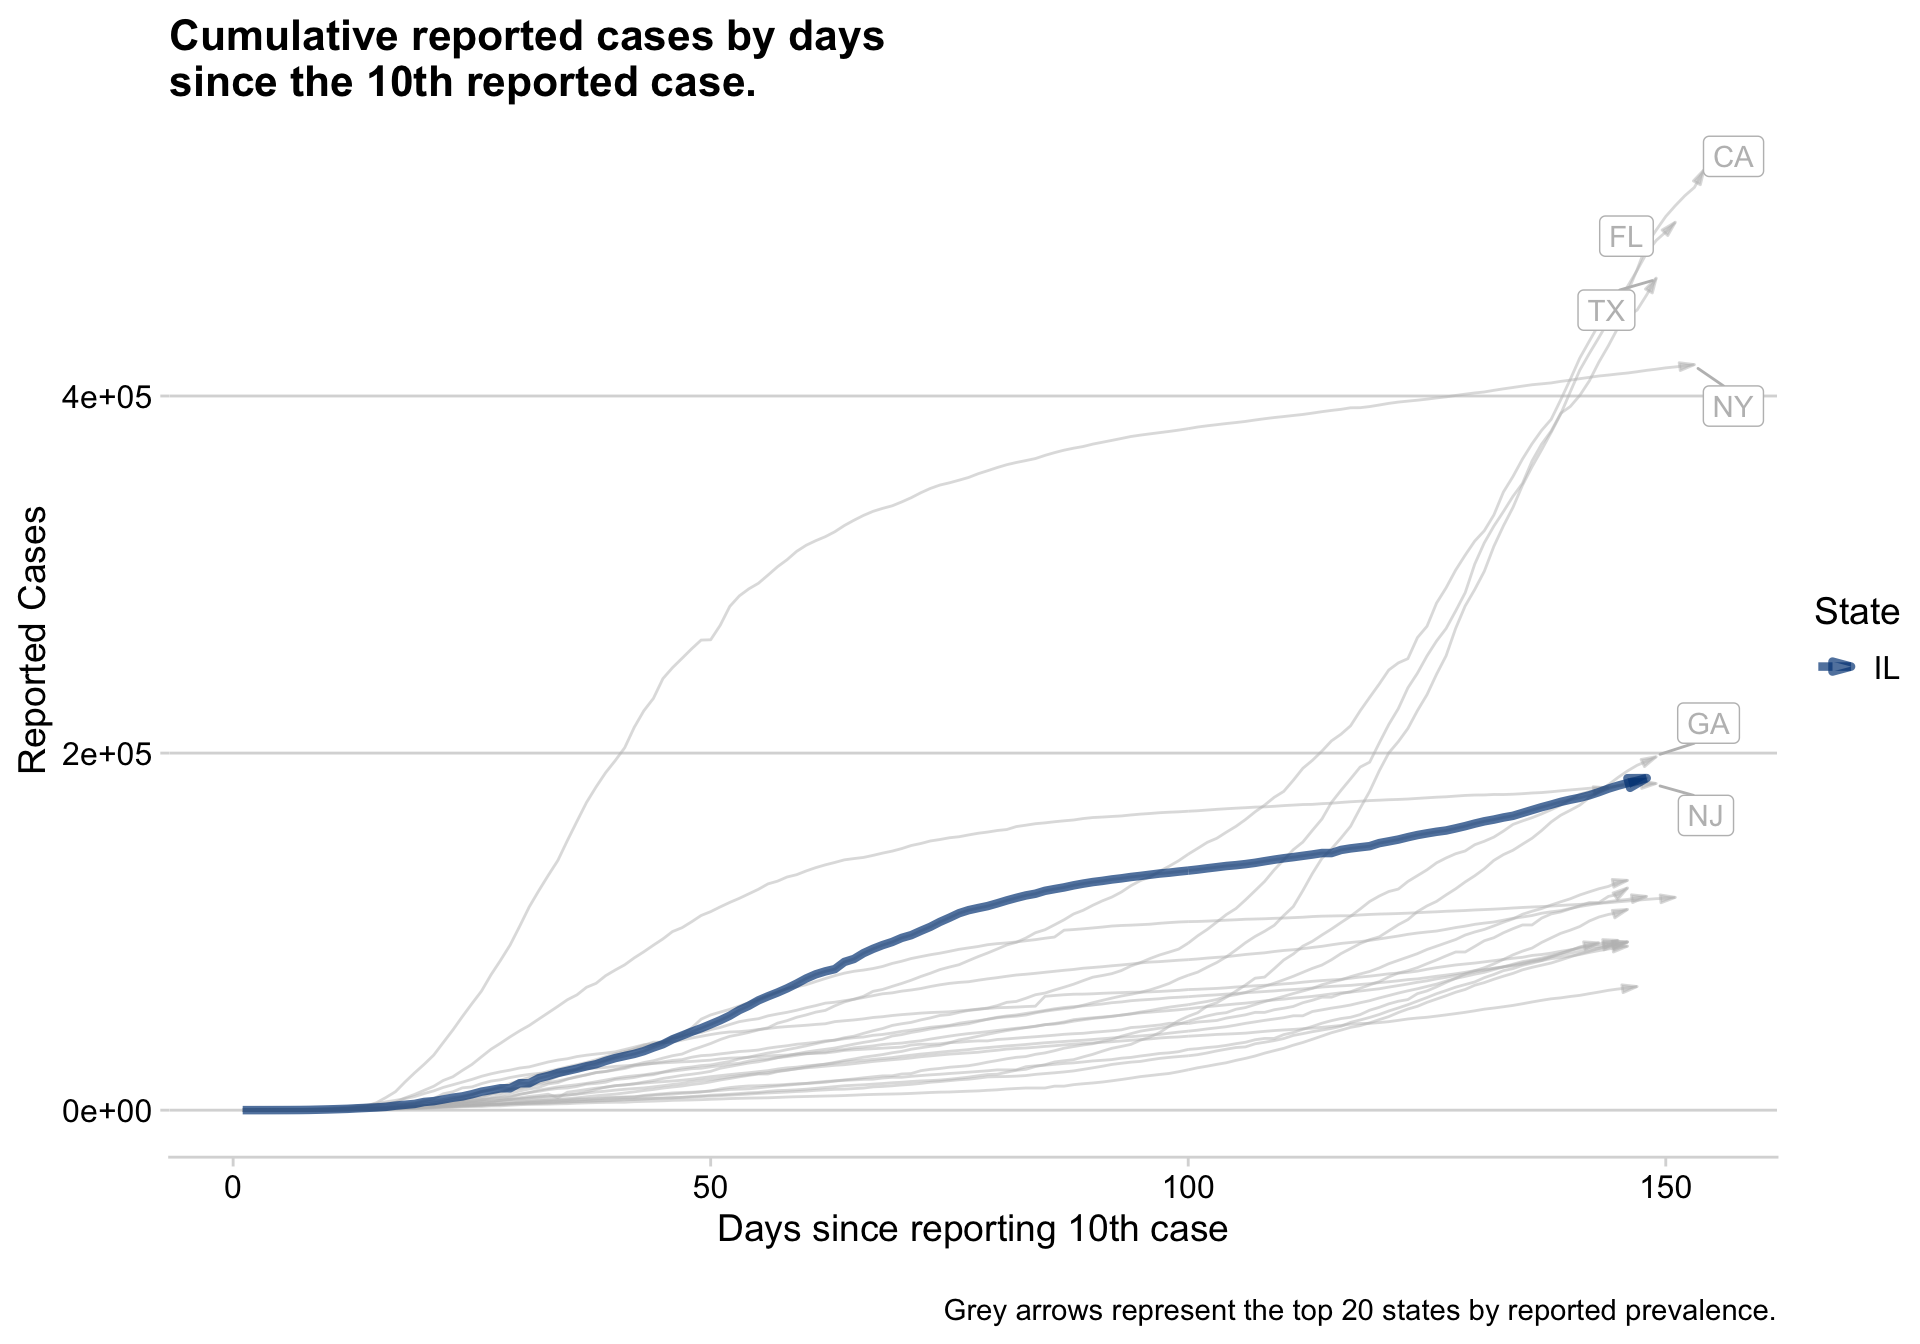 Cumulative reported cases by days
since the 10th reported case.
CA
FL
TX
4e+05
NY
Reported Cases
State
IL
GA
2e+05
NJ
0e+00
0
50
100
150
Days since reporting 10th case
Grey arrows represent the top 20 states by reported prevalence.